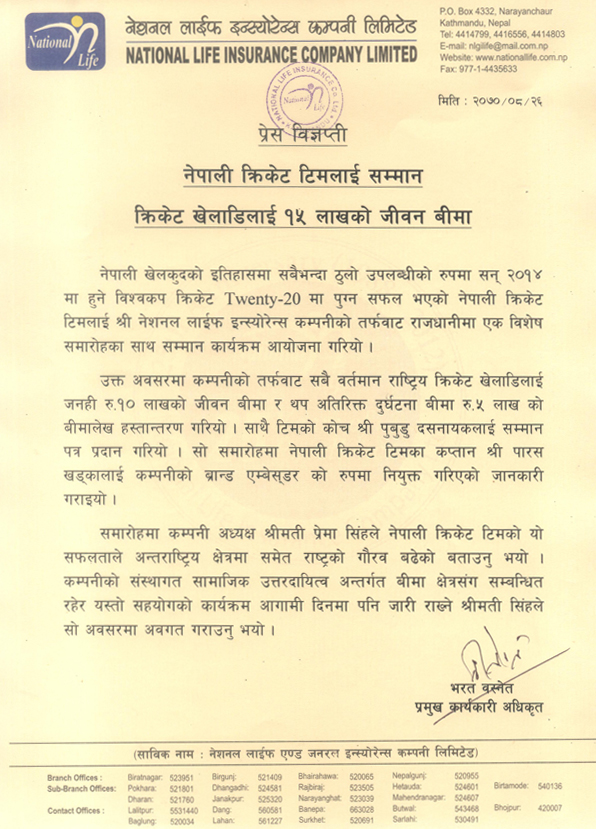 National Life
नेशनल लाईफ इन्स्योरेन्स कम्पनी लिमिटेड
NATIONAL LIFE INSURANCE COMPANY LIMITED
P.O. Box 4332, Narayanchaur
Kathmandu, Nepal
Tel: 4414799, 4416556, 4414803
E-mail: nlgilife@mail.com.np
Website: www.nationallife.com.np
Fax: 977-1-4435633
NATIONAL LIFE INSURANCE Co. Ltd.
National Life
मिति : २०७०/०८/२६
प्रेस विज्ञप्ती
नेपाली क्रिकेट टिमलाई सम्मान
क्रिकेट खेलाडिलाई १५ लाखको जीवन बीमा
नेपाली खेलकुदको इतिहासमा सबैभन्दा ठुलो उपलब्धीको रुपमा सन् २०१४
मा हुने विश्वकप क्रिकेट Twenty-20 मा पुग्न सफल भएको नेपाली क्रिकेट
टिमलाई श्री नेशनल लाईफ इन्स्योरेन्स कम्पनीको तर्फवाट राजधानीमा एक विशेष
समारोहका साथ सम्मान कार्यक्रम आयोजना गरियो ।
उक्त अवसरमा कम्पनीको तर्फवाट सबै वर्तमान राष्ट्रिय क्रिकेट खेलाडिलाई
जनही रु.१० लाखको जीवन बीमा र थप अतिरिक्त दुर्घटना बीमा रु.५ लाख को
बीमालेख हस्तान्तरण गरियो । साथै टिमको कोच श्री पुबुडु दसनायकलाई सम्मान
पत्र प्रदान गरियो । सो समारोहमा नेपाली क्रिकेट टिमका कप्तान श्री पारस
खड्कालाई कम्पनीको ब्रान्ड एम्बेस्डर को रुपमा नियुक्त गरिएको ज़ानकारी
गराइयो ।
समारोहमा कम्पनी अध्यक्ष श्रीमती प्रेमा सिंहले नेपाली क्रिकेट टिमको यो
सफलताले अन्तराष्ट्रिय क्षेत्रमा समेत राष्ट्रको गौरव बढेको बताउनु भयो ।
कम्पनीको संस्थागत सामाजिक उत्तरदायित्व अन्तर्गत बीमा क्षेत्रसंग सम्वन्धित
रहेर यस्तो सहयोगको कार्यक्रम आगामी दिनमा पनि जारी राख्ने श्रीमती सिंहले
सो अवसरमा अवगत गराउनु भयो ।
भरत वस्नेत
प्रमुख कार्यकारी अधिकृत
(साविक नाम : नेशनल लाईफ एण्ड जनरल इन्स्योरेन्स कम्पनी लिमिटेड)
Branch Offices : Biratnagar: 523951 Birgunj: 521409 Bhairahawa: 520065 Nepalgunj: 520955
Sub-Branch Offices: Pokhara: 521801 Dhangadhi: 524581 Rajbiraj: 523505 Hetauda: 524601 Birtamode: 540136
Dharan: 521760 Janakpur: 525320 Narayanghat: 523039 Mahendranagar: 524607
Contact Offices : Lalitpur: 5531440 Dang: 560581 Banepa: 663028 Butwal: 543468 Bhojpur: 420007
Baglung: 520034 Lahan: 561227 Surkhet: 520691 Sarlahi: 530491